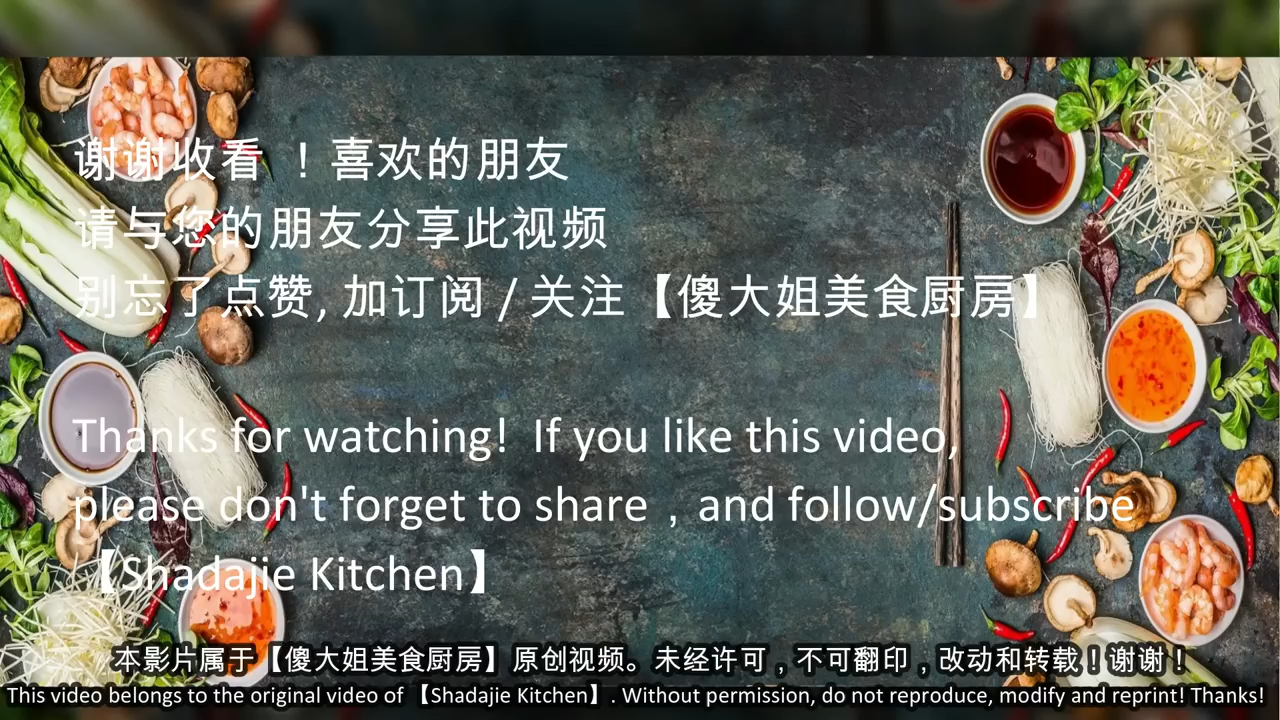 谢谢收看 ！喜欢的朋友
请与您的朋友分享此视频
别忘了点赞, 加订阅 / 关注【傻大姐美食厨房】
Thanks for watching!  If you like this video,
please don't forget to share，and follow/subscribe
【Shadajie Kitchen】
本影片属于【傻大姐美食厨房】原创视频。未经许可，不可翻印，改动和转载！谢谢！
This video belongs to the original video of 【Shadajie Kitchen】. Without permission, do not reproduce, modify and reprint! Thanks!